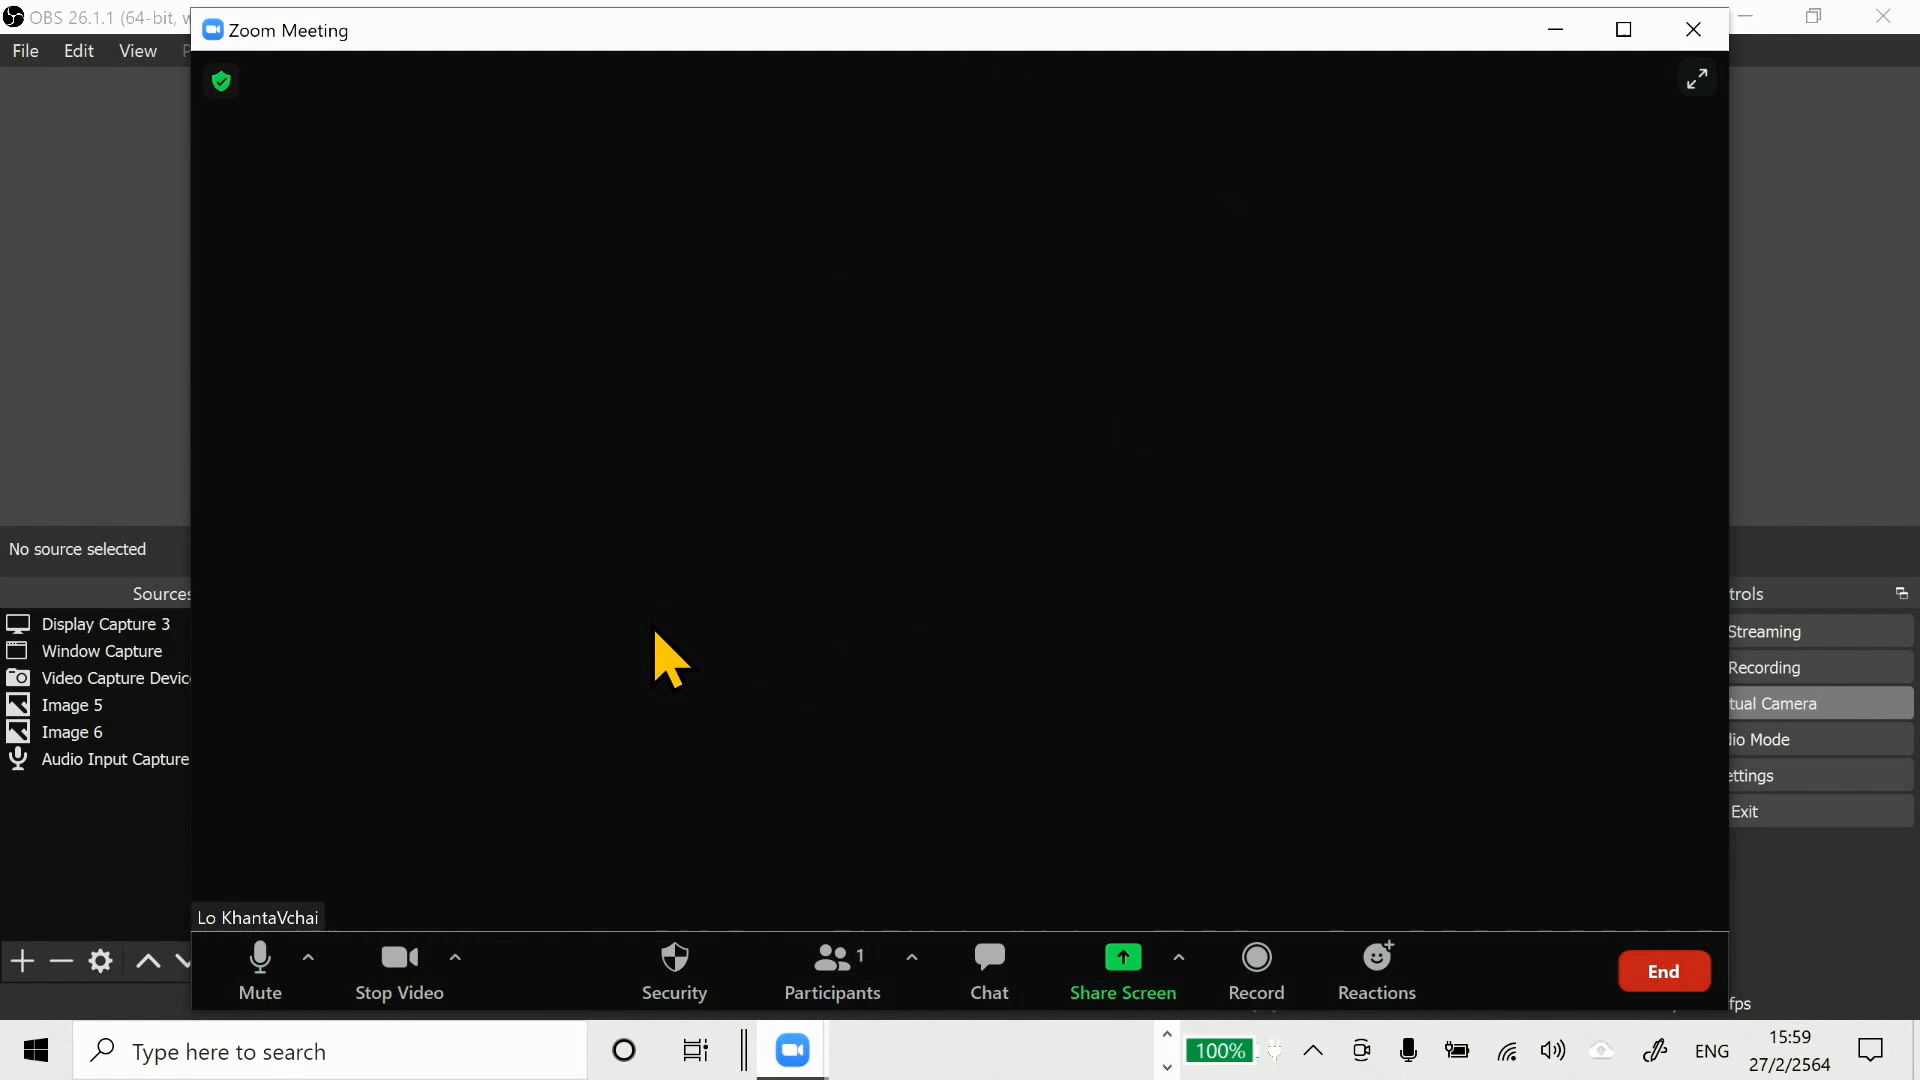 OBS 26.1.1 (64-bit, w
Zoom Meeting
File Edit View P
No source selected
Sources
trols
Display Capture 3
Window Capture
Video Capture Devic
Image 5
Image 6
Audio Input Capture
Streaming
Recording
tual Camera
dio Mode
ettings
Exit
Lo KhantaVchai
1
Mute
Stop Video
Security
Participants
Chat
Share Screen
Record
Reactions
End
fps
Type here to search
100%
ENG
15:59
27/2/2564